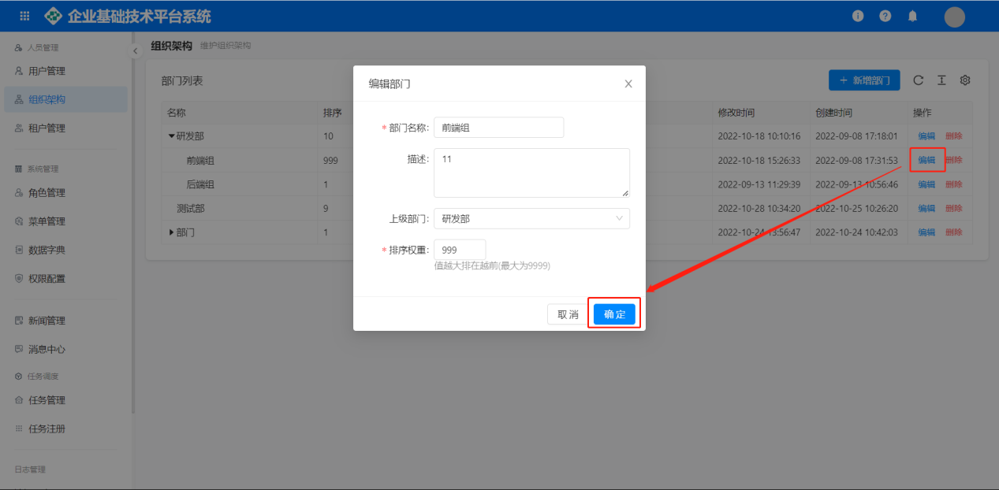 企业基础技术平台系统
人员管理
用户管理
组织架构
租户管理
系统管理
角色管理
菜单管理
数据字典
权限配置
新闻管理
消息中心
任务调度
任务管理
任务注册
日志管理
组织架构 维护组织架构
部门列表
+ 新增部门
名称 排序 修改时间 创建时间 操作
研发部 10 2022-10-18 10:10:16 2022-09-08 17:18:01 编辑 删除
前端组 999 2022-10-18 15:26:33 2022-09-08 17:31:53 编辑 删除
后端组 1 2022-09-13 11:29:39 2022-09-13 10:56:46 编辑 删除
测试部 9 2022-10-28 10:34:20 2022-10-25 10:26:20 编辑 删除
部门 1 2022-10-24 13:56:47 2022-10-24 10:42:03 编辑 删除
编辑部门
* 部门名称: 前端组
描述: 11
上级部门: 研发部
* 排序权重: 999
值越大排在越前(最大为9999)
取 消 确 定